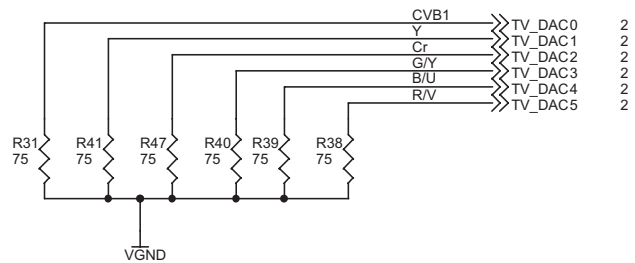 CVB1 TV_DAC0 2
Y TV_DAC1 2
Cr TV_DAC2 2
G/Y TV_DAC3 2
B/U TV_DAC4 2
R/V TV_DAC5 2
R31 R41 R47 R40 R39 R38
75 75 75 75 75 75
VGND